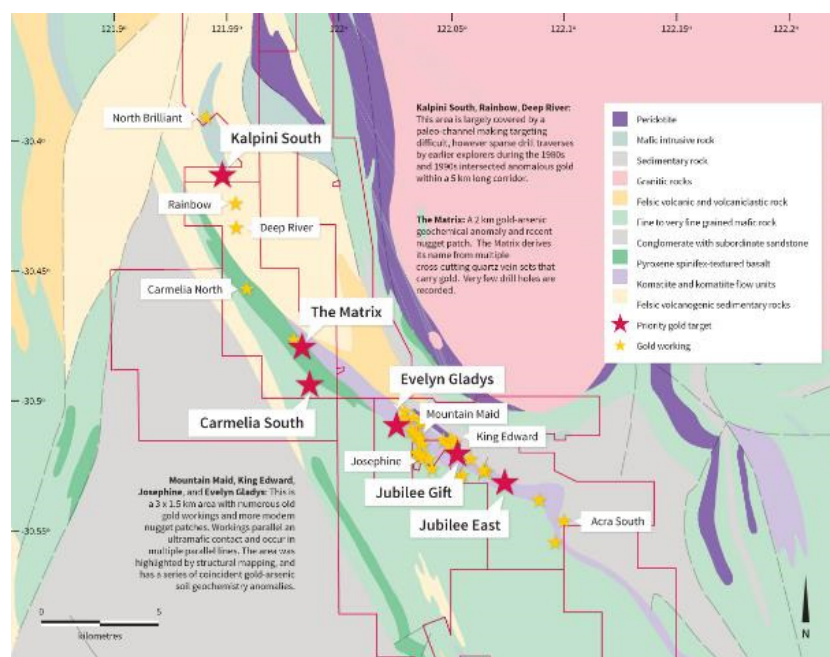 121.9°
121.95°
122°
122.05°
122.1°
122.15°
122.2°
-30.4°
-30.45°
-30.5°
-30.55°
North Brilliant
Kalpini South
Rainbow
Deep River
Carmelia North
The Matrix
Carmelia South
Evelyn Gladys
Mountain Maid
King Edward
Josephine
Jubilee Gift
Jubilee East
Acra South
Kalpini South, Rainbow, Deep River:
This area is largely covered by a
paleo-channel making targeting
difficult, however sparse drill traverses
by earlier explorers during the 1980s
and 1990s intersected anomalous gold
within a 5 km long corridor.
The Matrix: A 2 km gold-arsenic
geochemical anomaly and recent
nugget patch. The Matrix derives
its name from multiple
cross cutting quartz vein sets that
carry gold. Very few drill holes are
recorded.
Mountain Maid, King Edward,
Josephine, and Evelyn Gladys: This is
a 3 x 1.5 km area with numerous old
gold workings and more modern
nugget patches. Workings parallel an
ultramafic contact and occur in
multiple parallel lines. The area was
highlighted by structural mapping, and
has a series of coincident gold-arsenic
soil geochemistry anomalies.
Peridotite
Mafic intrusive rock
Sedimentary rock
Granitic rocks
Felsic volcanic and volcaniclastic rock
Fine to very fine grained mafic rock
Conglomerate with subordinate sandstone
Pyroxene spinifex-textured basalt
Komatiite and komatiite flow units
Felsic volcanogenic sedimentary rocks
Priority gold target
Gold working
0 5
kilometres
N